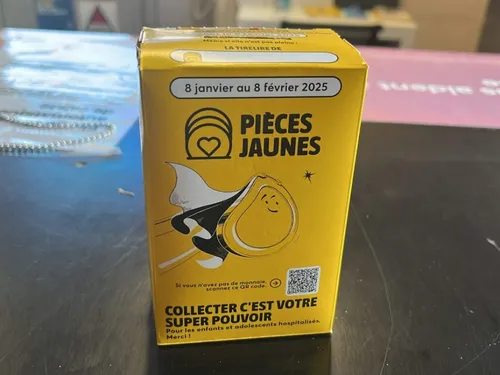 LA TIRELIRE DE
8 janvier au 8 février 2025
PIÈCES
JAUNES
Si vous n'avez pas de monnaie,
scannez ce QR code.
COLLECTER C'EST VOTRE
SUPER POUVOIR
Pour les enfants et adolescents hospitalisés.
Merci !